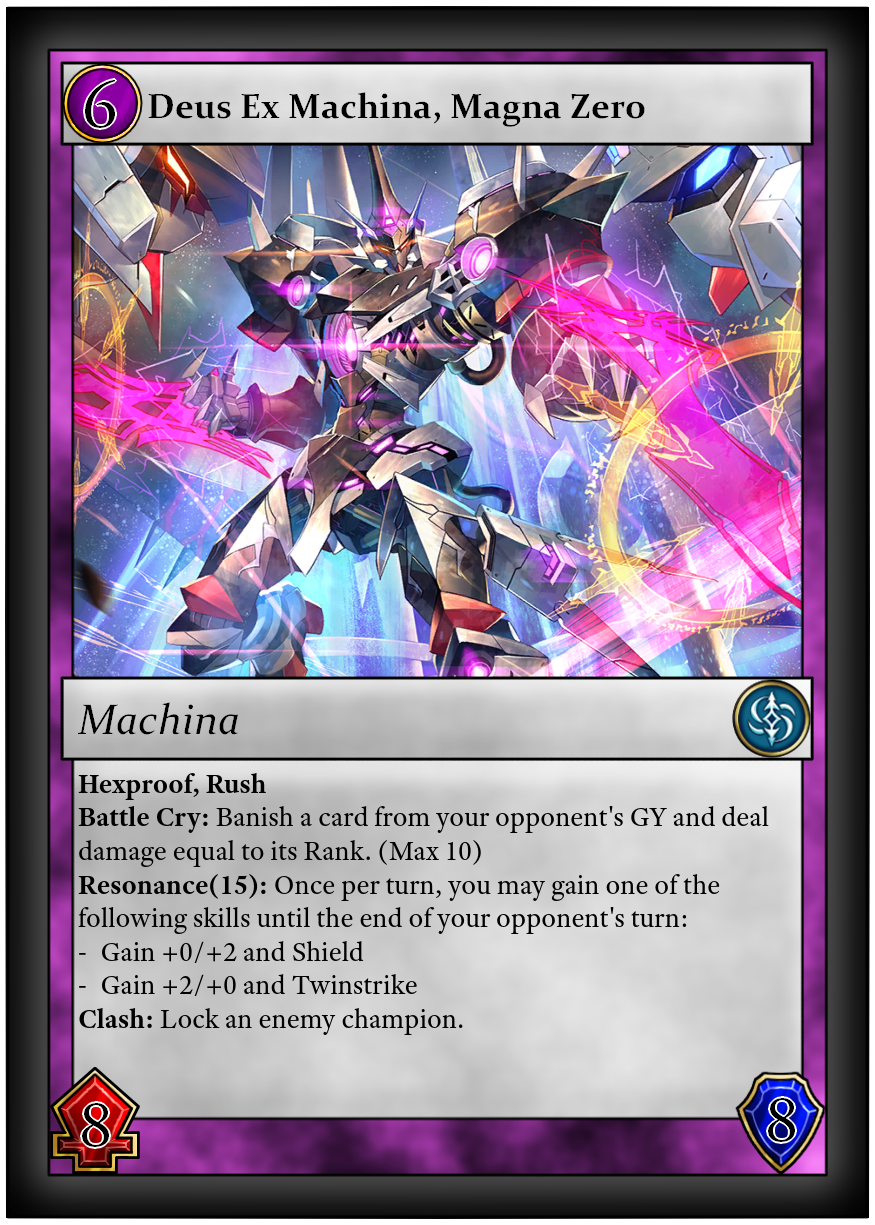 6 Deus Ex Machina, Magna Zero
Machina
Hexproof, Rush
Battle Cry: Banish a card from your opponent's GY and deal
damage equal to its Rank. (Max 10)
Resonance(15): Once per turn, you may gain one of the
following skills until the end of your opponent's turn:
- Gain +0/+2 and Shield
- Gain +2/+0 and Twinstrike
Clash: Lock an enemy champion.
8 8